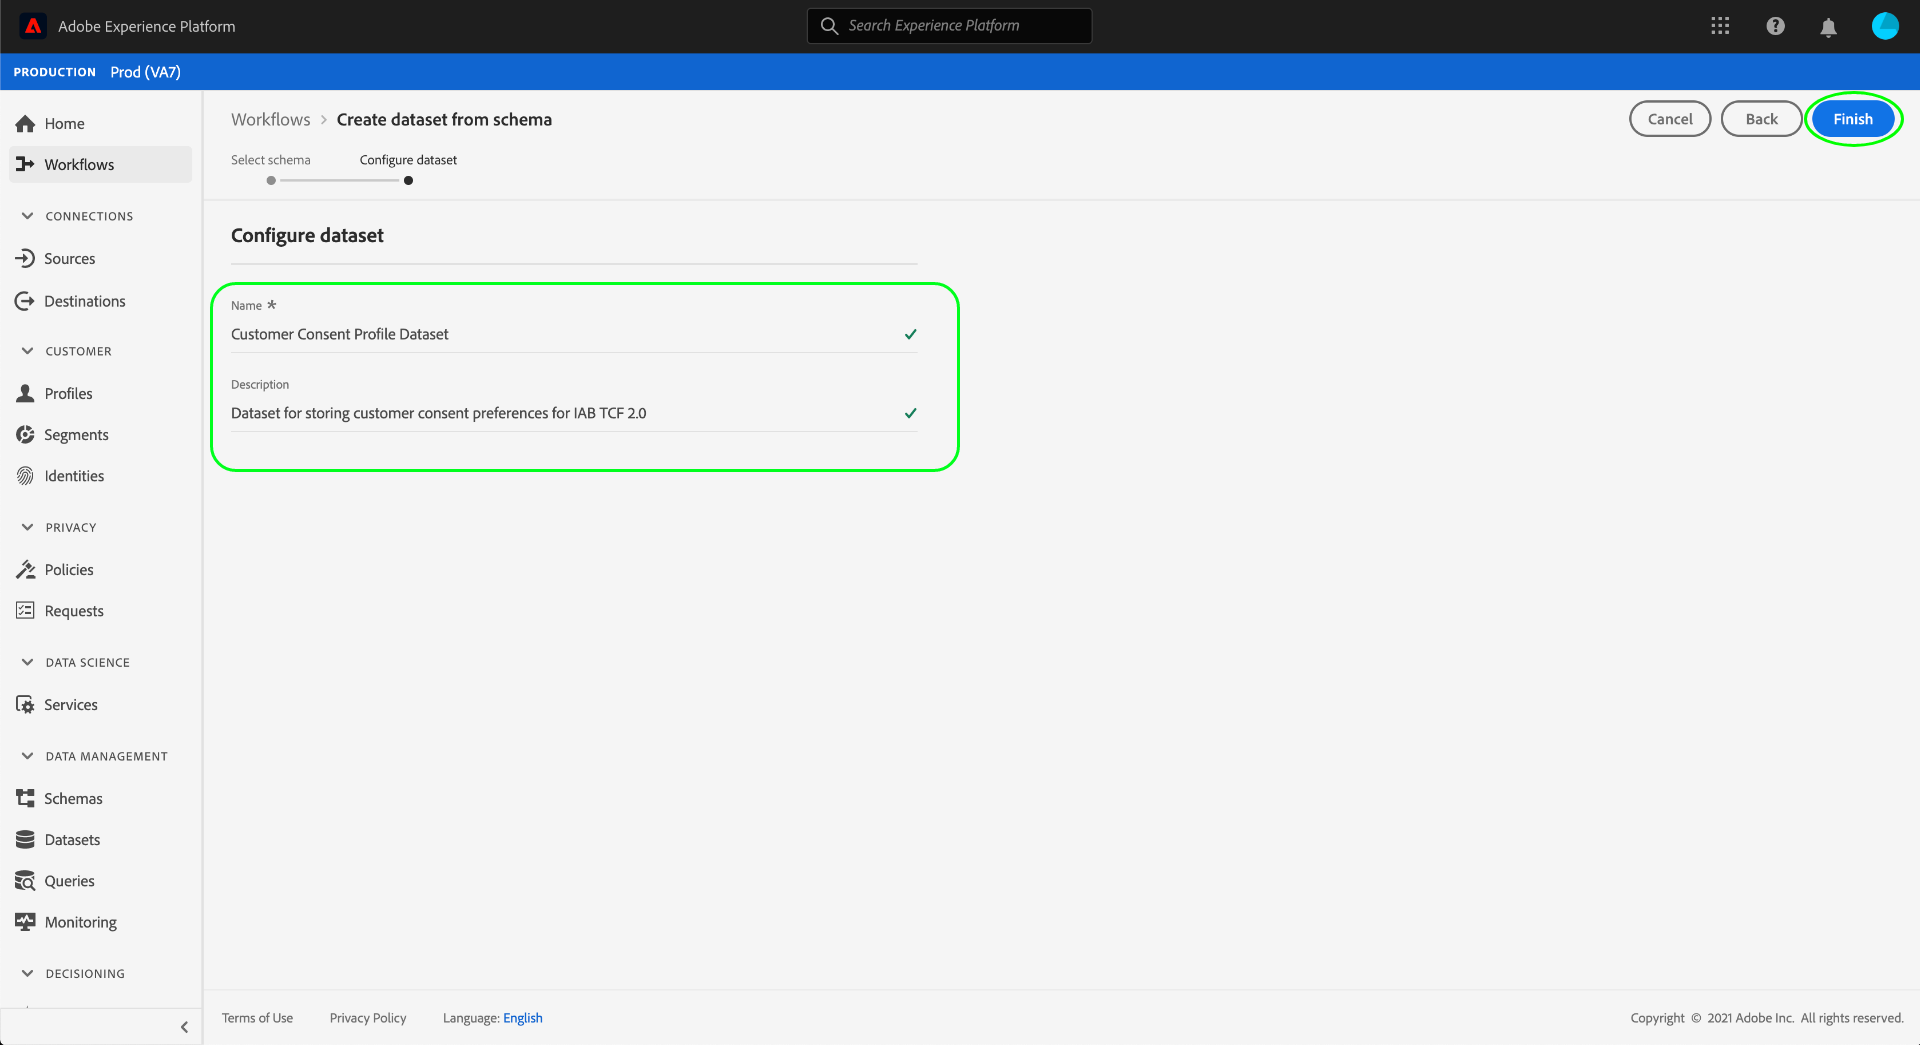 Adobe Experience Platform
Search Experience Platform
PRODUCTION Prod (VA7)
Home
Workflows
CONNECTIONS
Sources
Destinations
CUSTOMER
Profiles
Segments
Identities
PRIVACY
Policies
Requests
DATA SCIENCE
Services
DATA MANAGEMENT
Schemas
Datasets
Queries
Monitoring
DECISIONING
Workflows > Create dataset from schema
Cancel
Back
Finish
Select schema
Configure dataset
Configure dataset
Name *
Customer Consent Profile Dataset
Description
Dataset for storing customer consent preferences for IAB TCF 2.0
Terms of Use
Privacy Policy
Language: English
Copyright © 2021 Adobe Inc. All rights reserved.